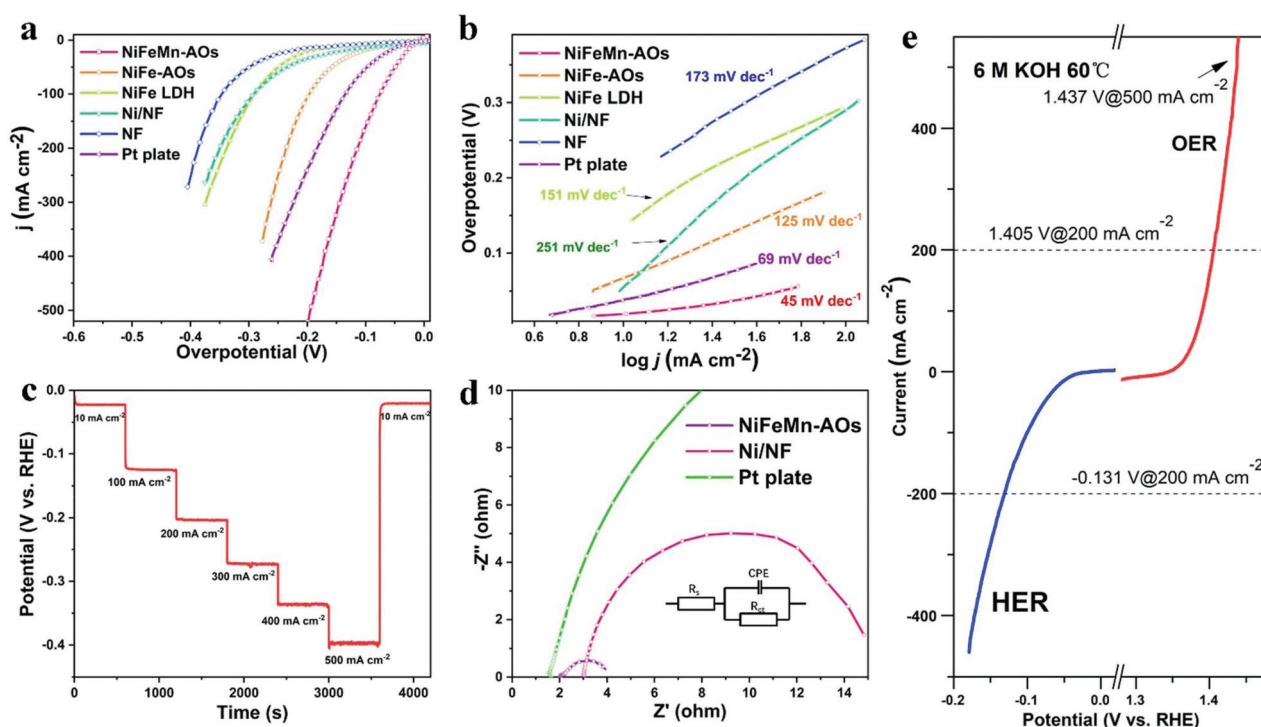 a
NiFeMn-AOs
NiFe-AOs
NiFe LDH
Ni/NF
NF
Pt plate
j (mA cm⁻²)
0
-100
-200
-300
-400
-500
-0.6 -0.5 -0.4 -0.3 -0.2 -0.1 0.0
Overpotential (V)
b
NiFeMn-AOs
NiFe-AOs
NiFe LDH
Ni/NF
NF
Pt plate
173 mV dec⁻¹
151 mV dec⁻¹
251 mV dec⁻¹
125 mV dec⁻¹
69 mV dec⁻¹
45 mV dec⁻¹
Overpotential (V)
0.3
0.2
0.1
0.6 0.8 1.0 1.2 1.4 1.6 1.8 2.0
log j (mA cm⁻²)
c
Potential (V vs. RHE)
0.0
-0.1
-0.2
-0.3
-0.4
10 mA cm⁻²
100 mA cm⁻²
200 mA cm⁻²
300 mA cm⁻²
400 mA cm⁻²
500 mA cm⁻²
10 mA cm⁻²
0 1000 2000 3000 4000
Time (s)
d
NiFeMn-AOs
Ni/NF
Pt plate
-Z'' (ohm)
10
8
6
4
2
0
CPE
Rs
Rct
0 2 4 6 8 10 12 14
Z' (ohm)
e
6 M KOH 60℃
1.437 V@500 mA cm⁻²
OER
1.405 V@200 mA cm⁻²
-0.131 V@200 mA cm⁻²
HER
Current (mA cm⁻²)
400
200
0
-200
-400
-0.2 0.0 1.4
Potential (V vs. RHE)